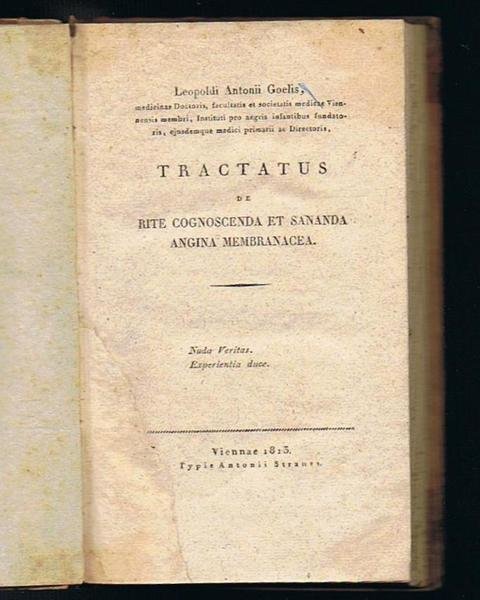 Leopoldi Antonii Goelis,
medicinae Doctoris, facultatis et societatis medicae Vien-
nensis membri, Instituti pro aegris infantibus fundato-
ris, ejusdemque medici primarii ac Directoris,
TRACTATUS
DE
RITE COGNOSCENDA ET SANANDA
ANGINA MEMBRANACEA.
Nuda Veritas.
Experientia duce.
Viennae 1813.
Typis Antonii Strauss.